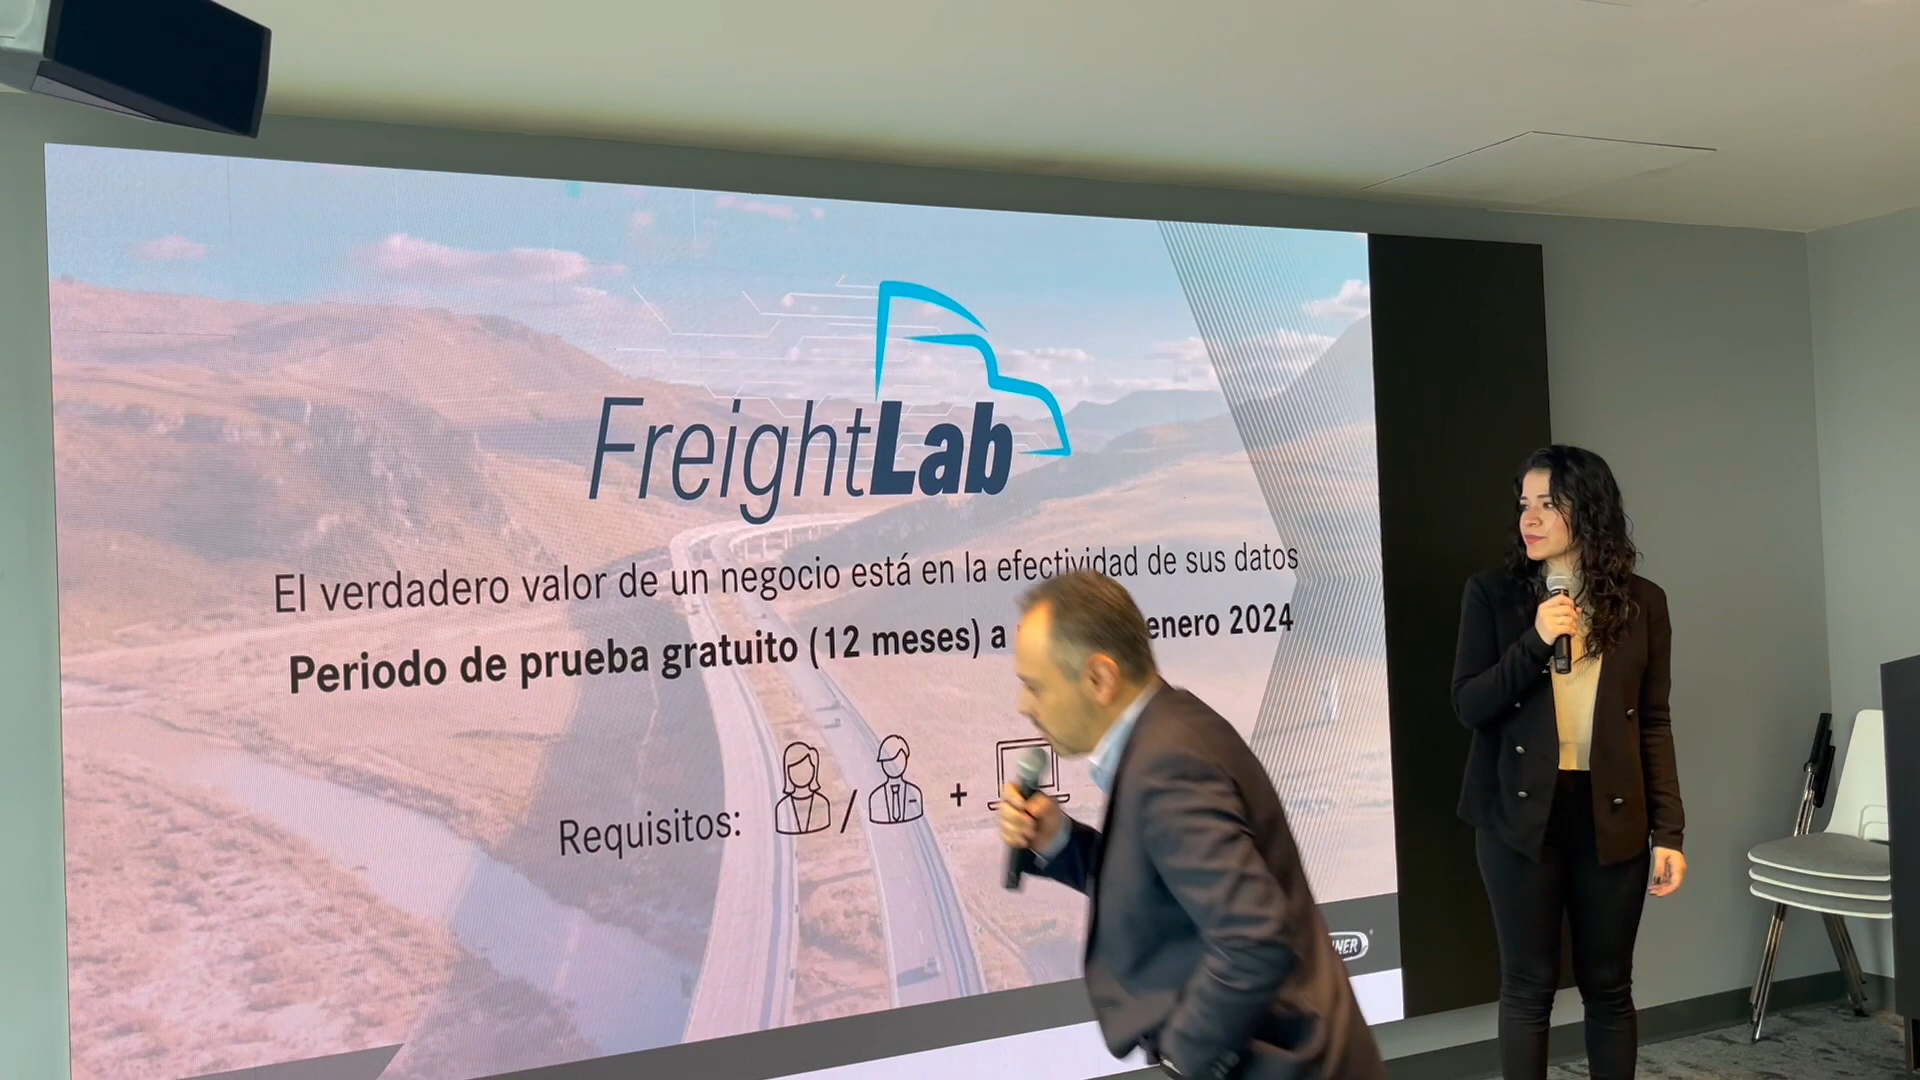 FreightLab
El verdadero valor de un negocio está en la efectividad de sus datos
Periodo de prueba gratuito (12 meses) a enero 2024
Requisitos: / +